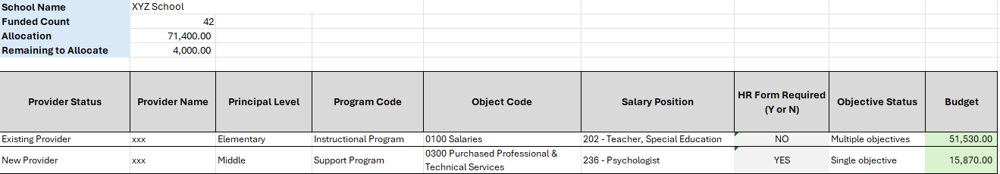 School Name XYZ School
Funded Count 42
Allocation 71,400.00
Remaining to Allocate 4,000.00
Provider Status Provider Name Principal Level Program Code Object Code Salary Position HR Form Required (Y or N) Objective Status Budget
Existing Provider xxx Elementary Instructional Program 0100 Salaries 202 - Teacher, Special Education NO Multiple objectives 51,530.00
New Provider xxx Middle Support Program 0300 Purchased Professional & Technical Services 236 - Psychologist YES Single objective 15,870.00